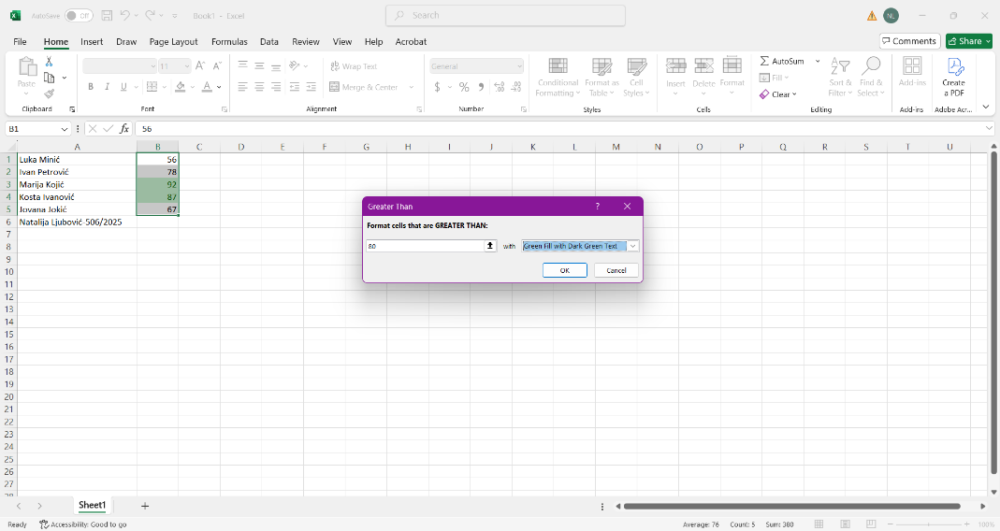 AutoSave Off Book1 - Excel Search NL
File Home Insert Draw Page Layout Formulas Data Review View Help Acrobat Comments Share
Paste 11 Wrap Text General Conditional Formatting Format as Table Cell Styles Insert Delete Format AutoSum Sort & Filter Find & Select Add-ins Create a PDF
B I U A Merge & Center $ % Fill
Clear
Clipboard Font Alignment Number Styles Cells Editing Add-ins Adobe Acr...
B1 fx 56
A B C D E F G H I J K L M N O P Q R S T U
1 Luka Minić 56
2 Ivan Petrović 78
3 Marija Kojić 92
4 Kosta Ivanović 87
5 Jovana Jokić 67
6 Natalija Ljubović-506/2025
7
8
9
10
11
12
13
14
15
16
17
18
19
20
21
22
23
24
25
26
27
28
Greater Than ?
Format cells that are GREATER THAN:
80 with Green Fill with Dark Green Text
OK Cancel
Sheet1
Ready Accessibility: Good to go Average: 76 Count: 5 Sum: 380 100%